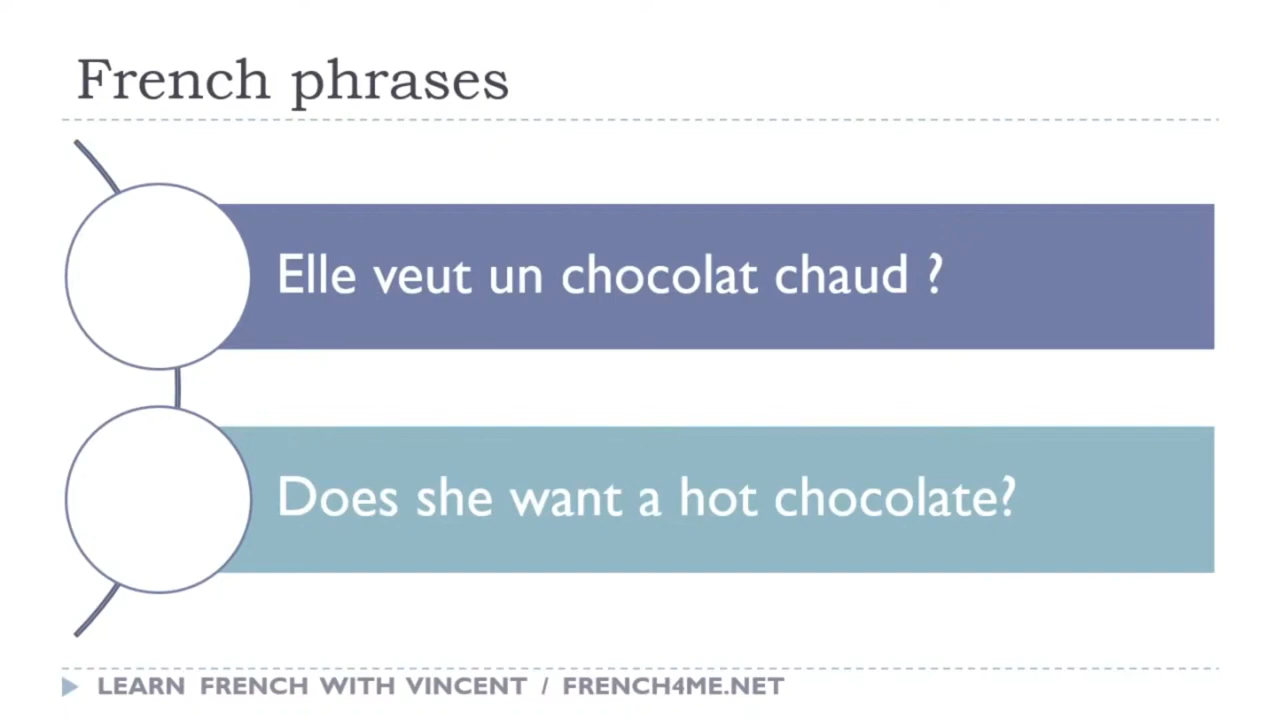 French phrases
Elle veut un chocolat chaud ?
Does she want a hot chocolate?
LEARN FRENCH WITH VINCENT / FRENCH4ME.NET